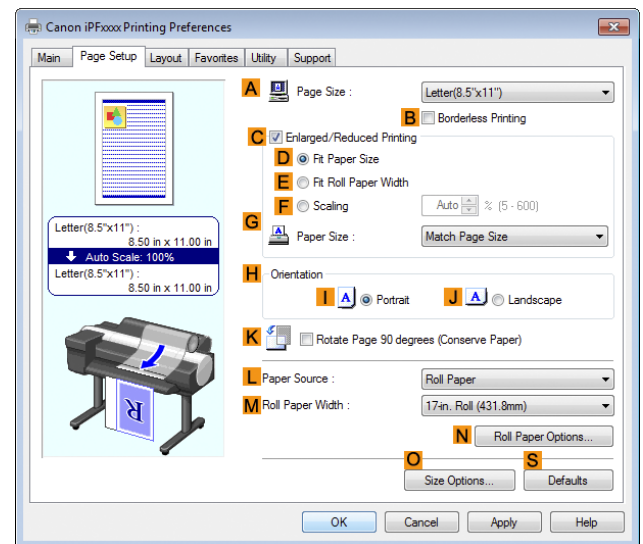 Canon iPFxxxx Printing Preferences
Main Page Setup Layout Favorites Utility Support
A Page Size : Letter(8.5"x11")
B Borderless Printing
C Enlarged/Reduced Printing
D Fit Paper Size
E Fit Roll Paper Width
F Scaling Auto % (5 - 600)
G Paper Size : Match Page Size
Letter(8.5"x11") :
8.50 in x 11.00 in
Auto Scale: 100%
Letter(8.5"x11") :
8.50 in x 11.00 in
H Orientation
I A Portrait J A Landscape
K Rotate Page 90 degrees (Conserve Paper)
R
L Paper Source : Roll Paper
M Roll Paper Width : 17-in. Roll (431.8mm)
N Roll Paper Options...
O S
Size Options... Defaults
OK Cancel Apply Help